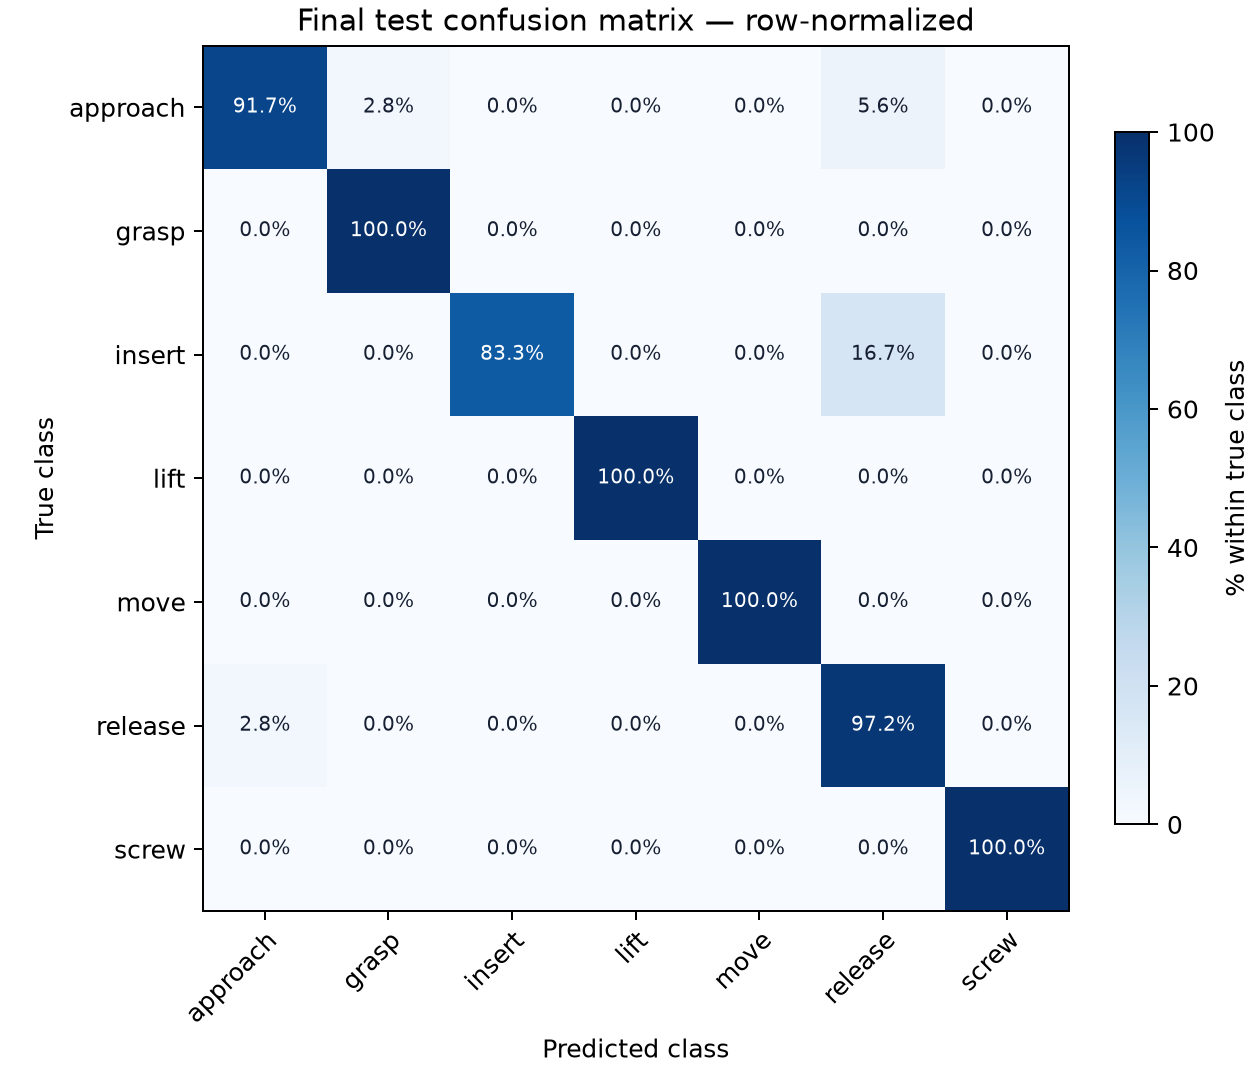 Final test confusion matrix — row-normalized
approach 91.7% 2.8% 0.0% 0.0% 0.0% 5.6% 0.0%
grasp 0.0% 100.0% 0.0% 0.0% 0.0% 0.0% 0.0%
insert 0.0% 0.0% 83.3% 0.0% 0.0% 16.7% 0.0%
lift 0.0% 0.0% 0.0% 100.0% 0.0% 0.0% 0.0%
move 0.0% 0.0% 0.0% 0.0% 100.0% 0.0% 0.0%
release 2.8% 0.0% 0.0% 0.0% 0.0% 97.2% 0.0%
screw 0.0% 0.0% 0.0% 0.0% 0.0% 0.0% 100.0%
approach grasp insert lift move release screw
Predicted class
True class
100
80
60
40
20
0
% within true class